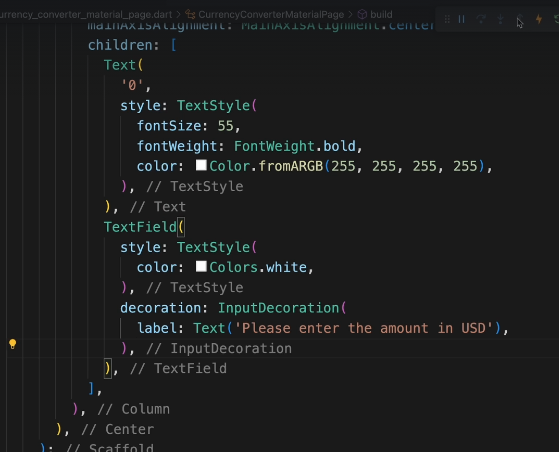 urrency_converter_material_page.dart > CurrencyConverterMaterialPage > build
mainAxisAlignment: MainAxisAlignment.center
children: [
Text(
'0',
style: TextStyle(
fontSize: 55,
fontWeight: FontWeight.bold,
color: Color.fromARGB(255, 255, 255, 255),
), // TextStyle
), // Text
TextField(
style: TextStyle(
color: Colors.white,
), // TextStyle
decoration: InputDecoration(
label: Text('Please enter the amount in USD'),
), // InputDecoration
), // TextField
],
), // Column
), // Center
); // Scaffold